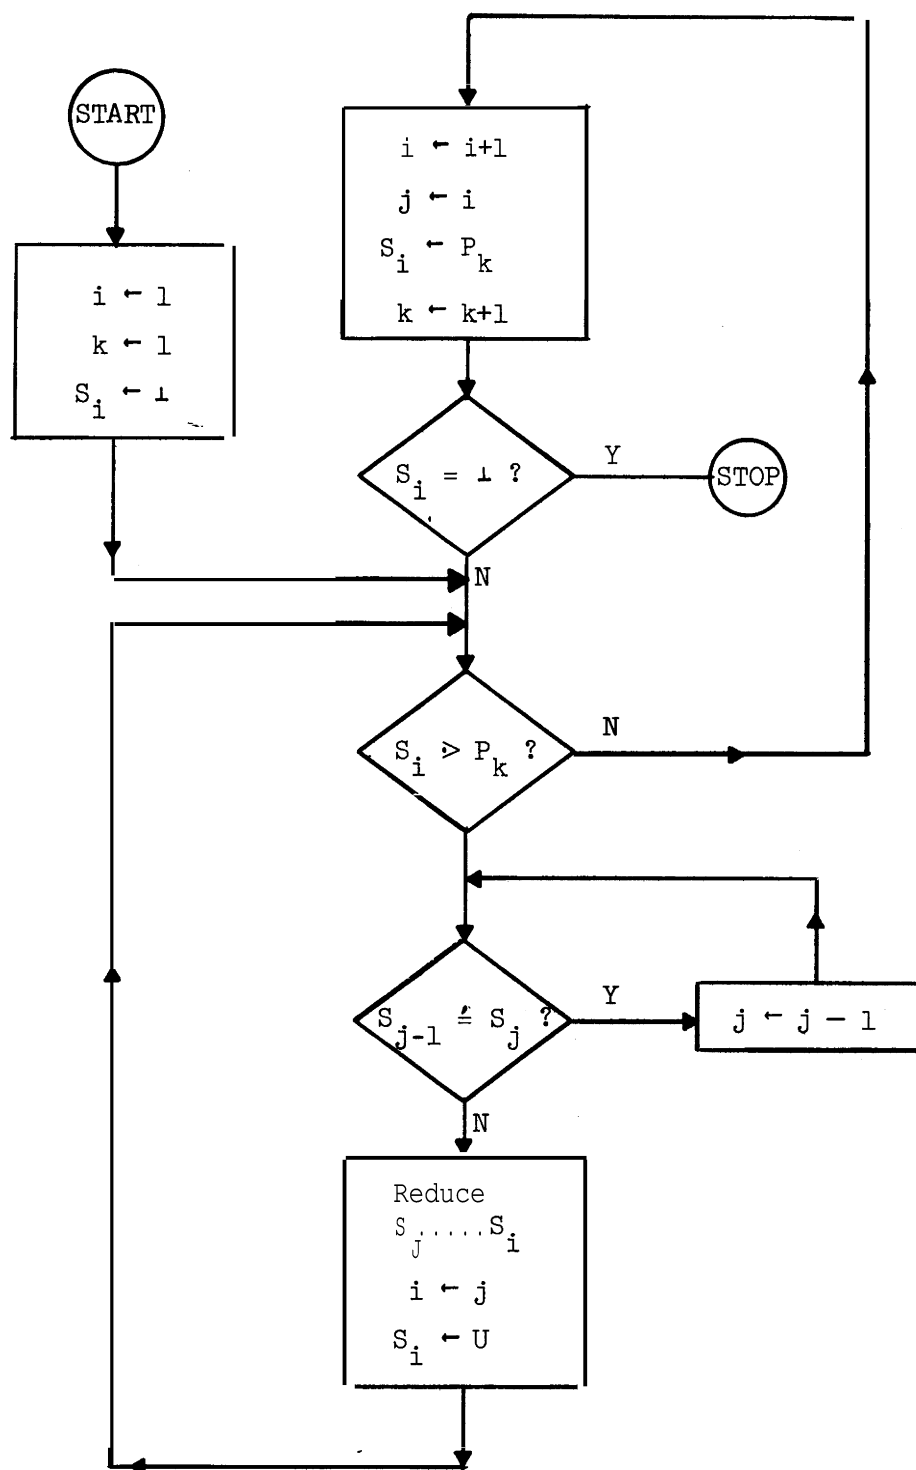 START
i ← 1
k ← 1
S_i ← ⊥
i ← i+1
j ← i
S_i ← P_k
k ← k+1
S_i = ⊥ ?
Y
STOP
N
S_i ⋗ P_k ?
N
S_{j-1} ≐ S_j ?
Y
j ← j - 1
N
Reduce
S_J.....S_i
i ← j
S_i ← U